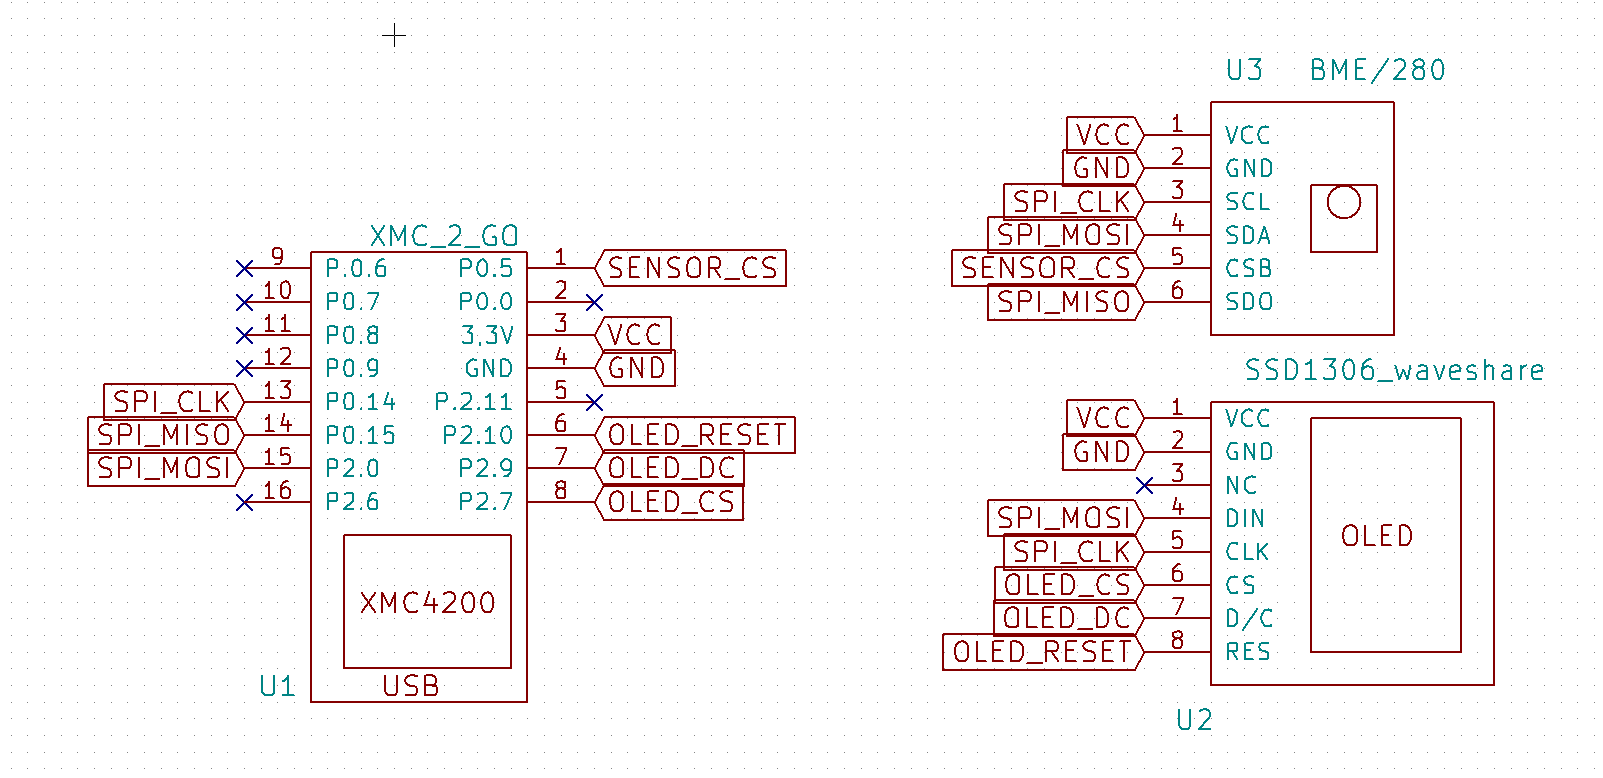 XMC_2_GO
9 P.0.6 P0.5 1 SENSOR_CS
10 P0.7 P0.0 2
11 P0.8 3,3V 3 VCC
12 P0.9 GND 4 GND
SPI_CLK 13 P0.14 P.2.11 5
SPI_MISO 14 P0.15 P2.10 6 OLED_RESET
SPI_MOSI 15 P2.0 P2.9 7 OLED_DC
16 P2.6 P2.7 8 OLED_CS
XMC4200
U1 USB
U3 BME/280
VCC 1 VCC
GND 2 GND
SPI_CLK 3 SCL
SPI_MOSI 4 SDA
SENSOR_CS 5 CSB
SPI_MISO 6 SDO
SSD1306_waveshare
VCC 1 VCC
GND 2 GND
3 NC
SPI_MOSI 4 DIN
OLED
SPI_CLK 5 CLK
OLED_CS 6 CS
OLED_DC 7 D/C
OLED_RESET 8 RES
U2